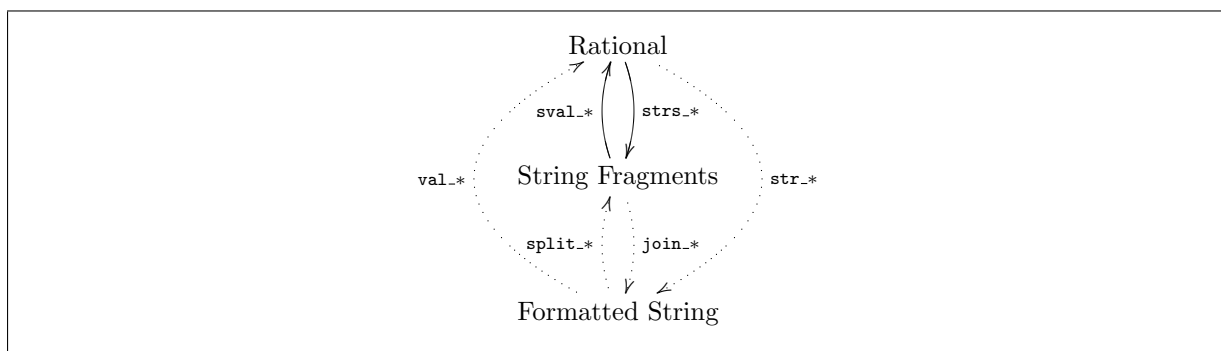 Rational
sval_* strs_*
val_* String Fragments str_*
split_* join_*
Formatted String